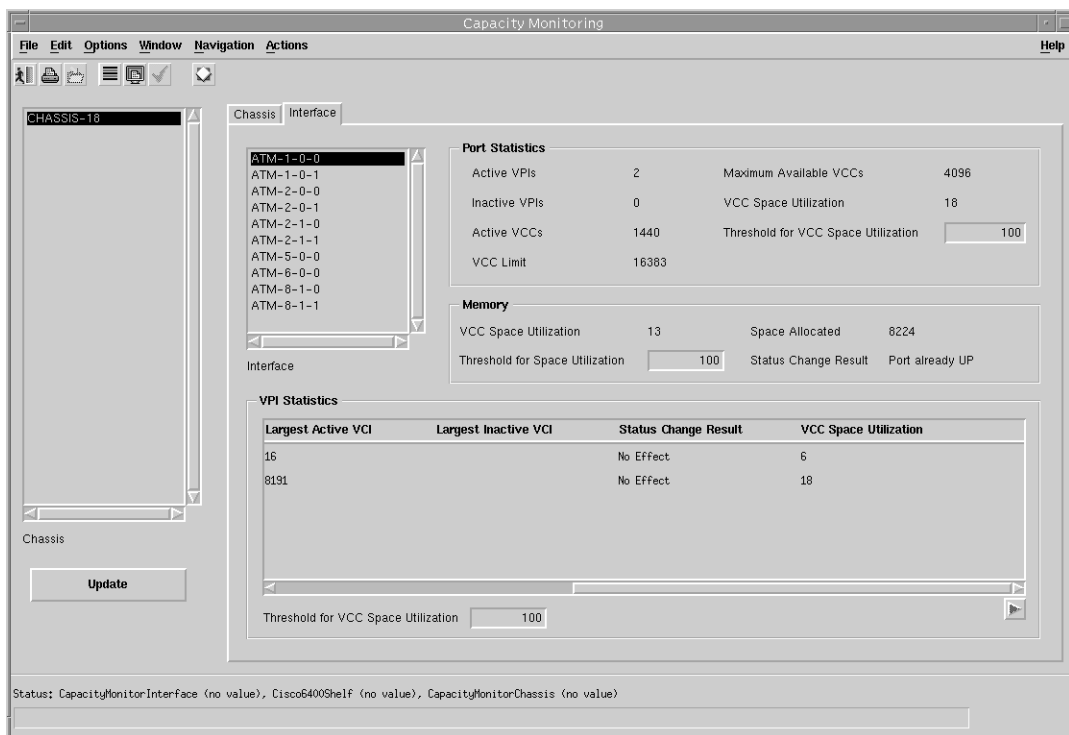 Capacity Monitoring
File Edit Options Window Navigation Actions Help
CHASSIS-18
Chassis
Update
Chassis Interface
ATM-1-0-0
ATM-1-0-1
ATM-2-0-0
ATM-2-0-1
ATM-2-1-0
ATM-2-1-1
ATM-5-0-0
ATM-6-0-0
ATM-8-1-0
ATM-8-1-1
Interface
Port Statistics
Active VPIs 2 Maximum Available VCCs 4096
Inactive VPIs 0 VCC Space Utilization 18
Active VCCs 1440 Threshold for VCC Space Utilization 100
VCC Limit 16383
Memory
VCC Space Utilization 13 Space Allocated 8224
Threshold for Space Utilization 100 Status Change Result Port already UP
VPI Statistics
Largest Active VCI Largest Inactive VCI Status Change Result VCC Space Utilization
16 No Effect 6
8191 No Effect 18
Threshold for VCC Space Utilization 100
Status: CapacityMonitorInterface (no value), Cisco6400Shelf (no value), CapacityMonitorChassis (no value)